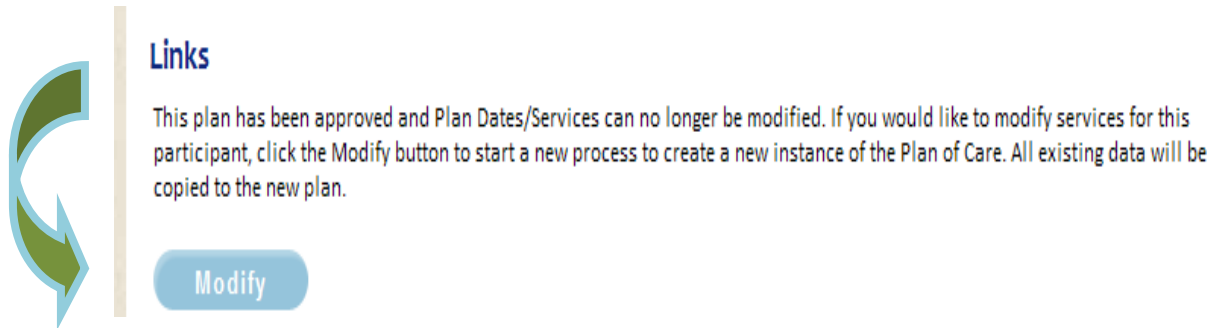 Links
This plan has been approved and Plan Dates/Services can no longer be modified. If you would like to modify services for this
participant, click the Modify button to start a new process to create a new instance of the Plan of Care. All existing data will be
copied to the new plan.
Modify